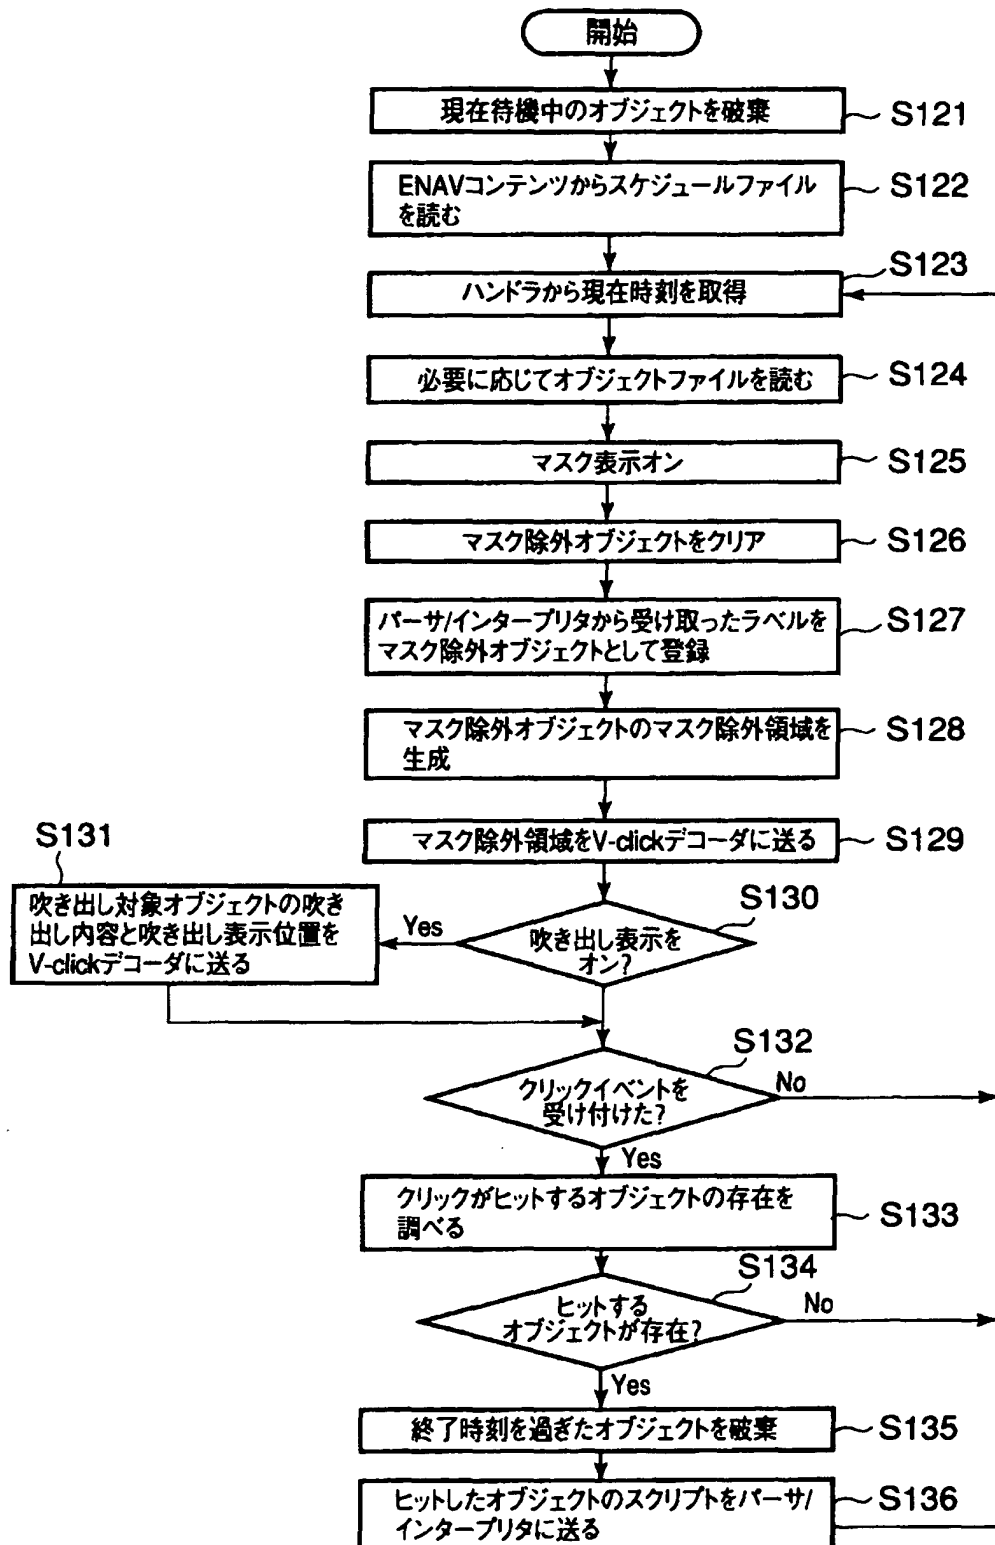 開始
現在待機中のオブジェクトを破棄
S121
ENAVコンテンツからスケジュールファイル
を読む
S122
ハンドラから現在時刻を取得
S123
必要に応じてオブジェクトファイルを読む
S124
マスク表示オン
S125
マスク除外オブジェクトをクリア
S126
パーサ/インタープリタから受け取ったラベルを
マスク除外オブジェクトとして登録
S127
マスク除外オブジェクトのマスク除外領域を
生成
S128
マスク除外領域をV-clickデコーダに送る
S129
S130
吹き出し表示を
オン?
Yes
S131
吹き出し対象オブジェクトの吹き
出し内容と吹き出し表示位置を
V-clickデコーダに送る
S132
クリックイベントを
受け付けた?
No
Yes
クリックがヒットするオブジェクトの存在を
調べる
S133
S134
ヒットする
オブジェクトが存在?
No
Yes
終了時刻を過ぎたオブジェクトを破棄
S135
ヒットしたオブジェクトのスクリプトをパーサ/
インタープリタに送る
S136